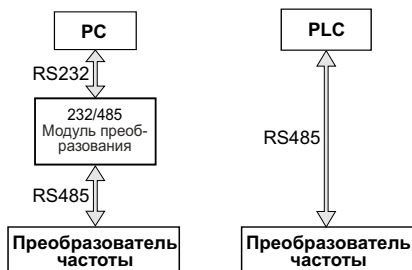 PC
RS232
232/485
Модуль преоб-
разования
RS485
Преобразователь
частоты
PLC
RS485
Преобразователь
частоты